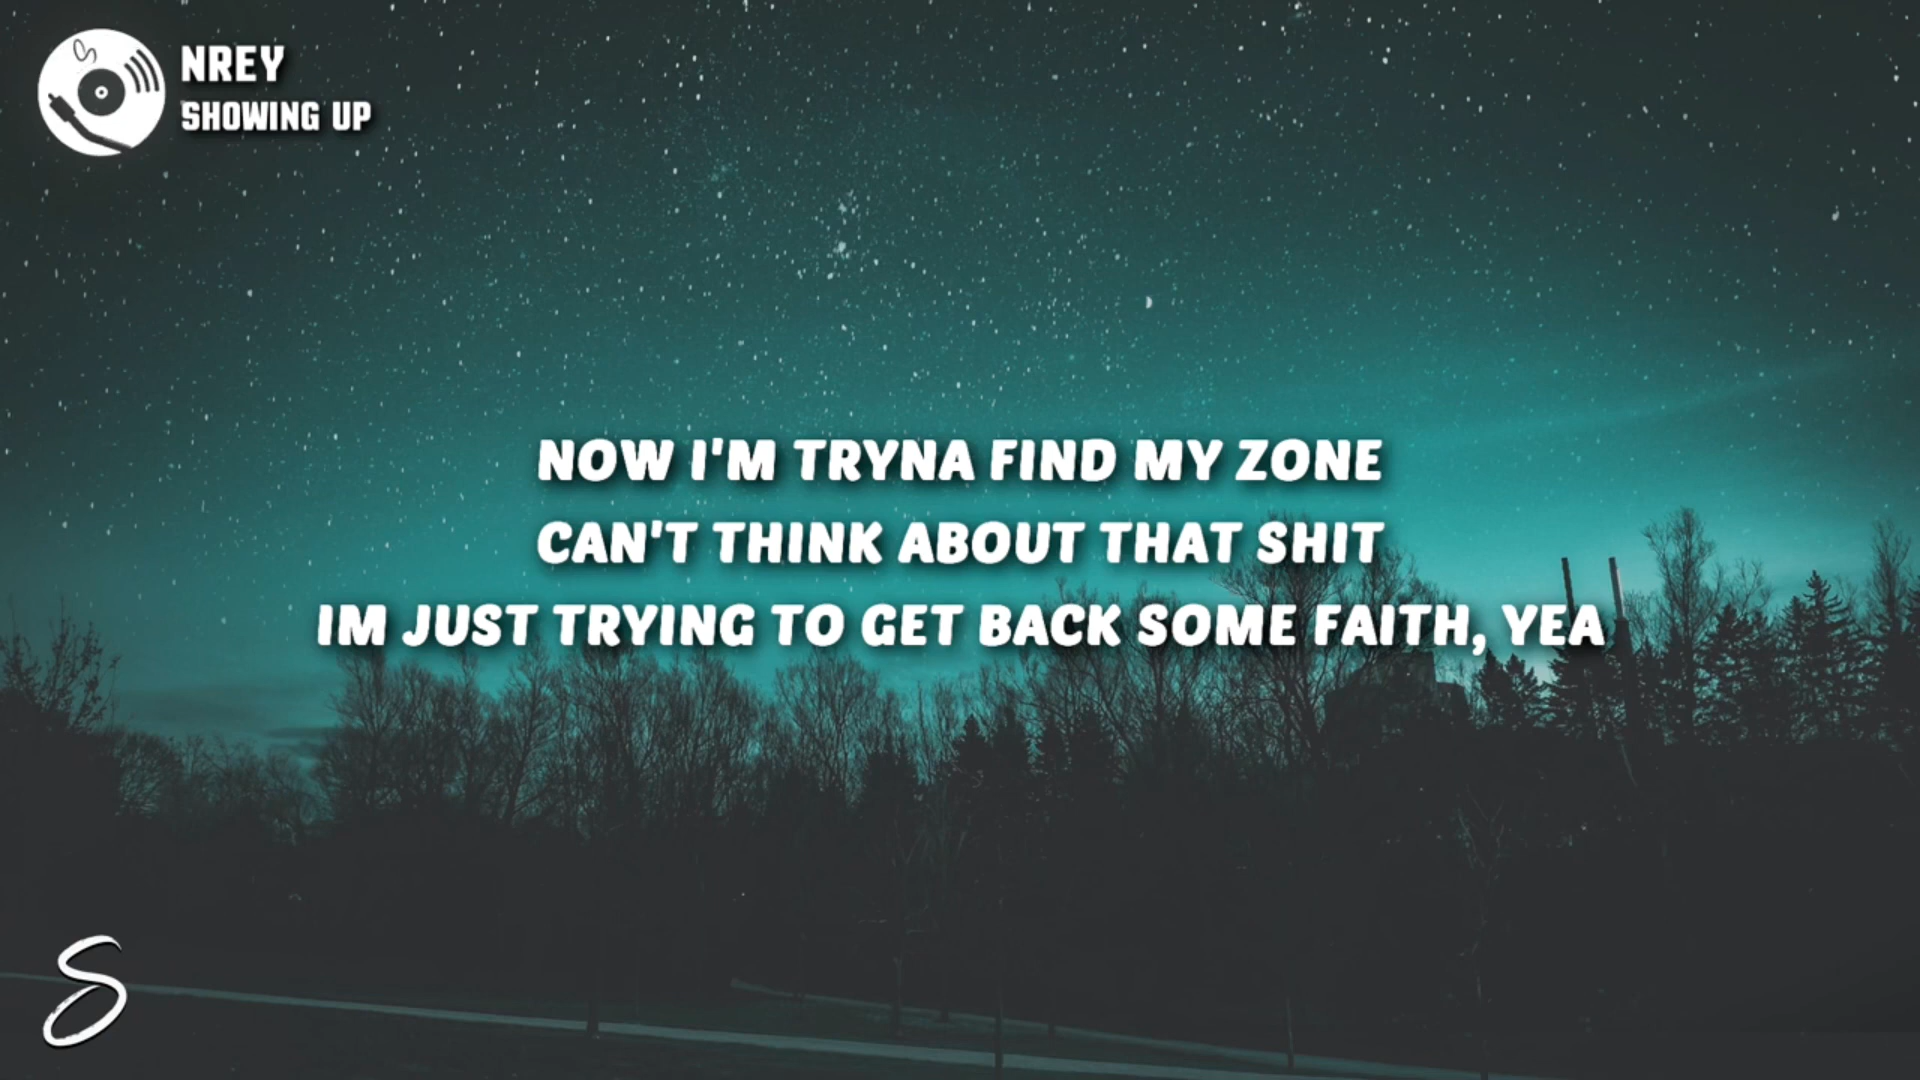 NREY
SHOWING UP
NOW I'M TRYNA FIND MY ZONE
CAN'T THINK ABOUT THAT SHIT
IM JUST TRYING TO GET BACK SOME FAITH, YEA
S